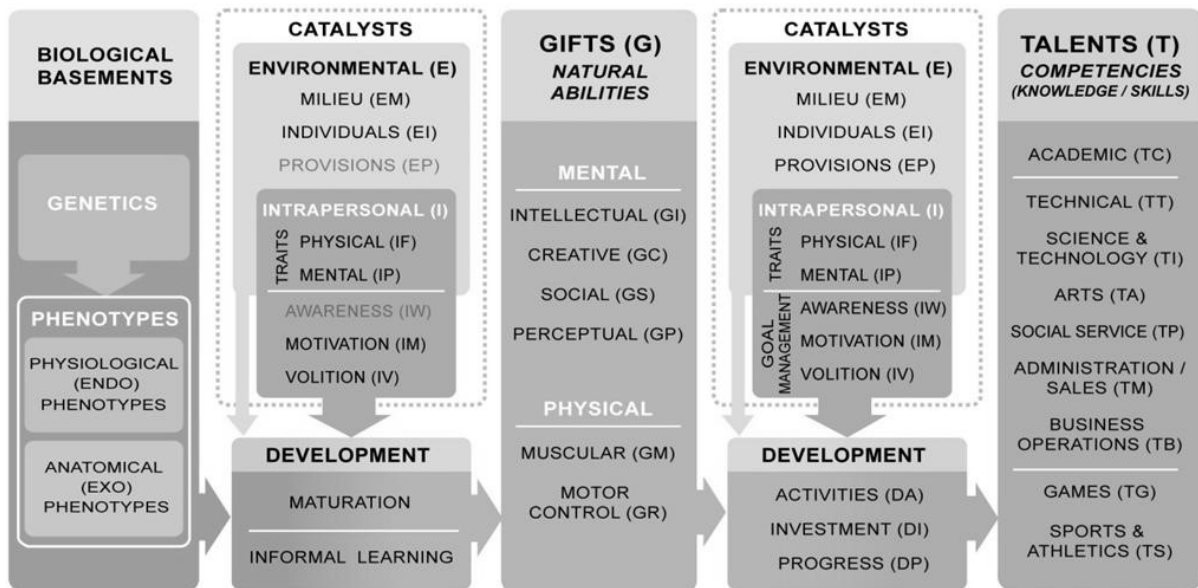 BIOLOGICAL
BASEMENTS
GENETICS
PHENOTYPES
PHYSIOLOGICAL
(ENDO)
PHENOTYPES
ANATOMICAL
(EXO)
PHENOTYPES
CATALYSTS
ENVIRONMENTAL (E)
MILIEU (EM)
INDIVIDUALS (EI)
PROVISIONS (EP)
INTRAPERSONAL (I)
TRAITS
PHYSICAL (IF)
MENTAL (IP)
AWARENESS (IW)
MOTIVATION (IM)
VOLITION (IV)
DEVELOPMENT
MATURATION
INFORMAL LEARNING
GIFTS (G)
NATURAL
ABILITIES
MENTAL
INTELLECTUAL (GI)
CREATIVE (GC)
SOCIAL (GS)
PERCEPTUAL (GP)
PHYSICAL
MUSCULAR (GM)
MOTOR
CONTROL (GR)
CATALYSTS
ENVIRONMENTAL (E)
MILIEU (EM)
INDIVIDUALS (EI)
PROVISIONS (EP)
INTRAPERSONAL (I)
TRAITS
PHYSICAL (IF)
MENTAL (IP)
GOAL
MANAGEMENT
AWARENESS (IW)
MOTIVATION (IM)
VOLITION (IV)
DEVELOPMENT
ACTIVITIES (DA)
INVESTMENT (DI)
PROGRESS (DP)
TALENTS (T)
COMPETENCIES
(KNOWLEDGE / SKILLS)
ACADEMIC (TC)
TECHNICAL (TT)
SCIENCE &
TECHNOLOGY (TI)
ARTS (TA)
SOCIAL SERVICE (TP)
ADMINISTRATION /
SALES (TM)
BUSINESS
OPERATIONS (TB)
GAMES (TG)
SPORTS &
ATHLETICS (TS)